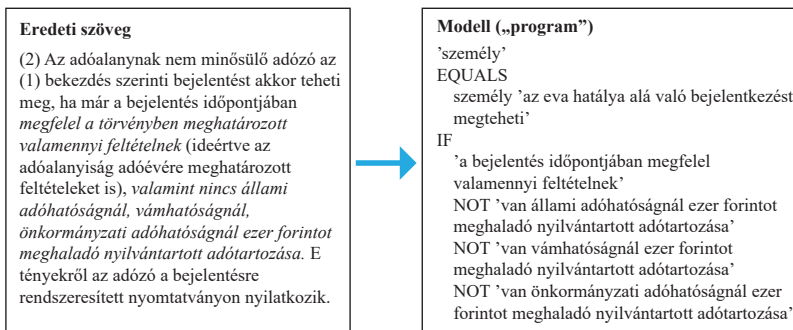 Eredeti szöveg
(2) Az adóalanynak nem minősülő adózó az
(1) bekezdés szerinti bejelentést akkor teheti
meg, ha már a bejelentés időpontjában
megfelel a törvényben meghatározott
valamennyi feltételnek (ideértve az
adóalanyiság adóévére meghatározott
feltételeket is), valamint nincs állami
adóhatóságnál, vámhatóságnál,
önkormányzati adóhatóságnál ezer forintot
meghaladó nyilvántartott adótartozása. E
tényekről az adózó a bejelentésre
rendszeresített nyomtatványon nyilatkozik.
Modell („program”)
’személy’
EQUALS
személy ’az eva hatálya alá való bejelentkezést
megteheti’
IF
’a bejelentés időpontjában megfelel
valamennyi feltételnek’
NOT ’van állami adóhatóságnál ezer forintot
meghaladó nyilvántartott adótartozása’
NOT ’van vámhatóságnál ezer forintot
meghaladó nyilvántartott adótartozása’
NOT ’van önkormányzati adóhatóságnál ezer
forintot meghaladó nyilvántartott adótartozása’